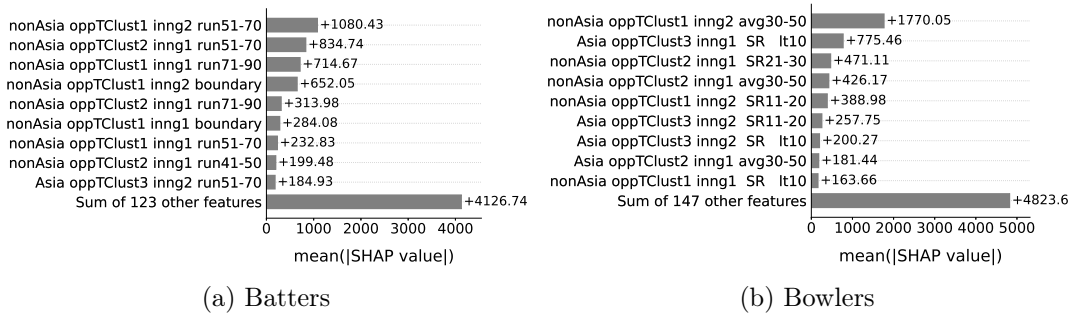 nonAsia oppTClust1 inng2 run51-70 +1080.43
nonAsia oppTClust2 inng1 run51-70 +834.74
nonAsia oppTClust1 inng1 run71-90 +714.67
nonAsia oppTClust1 inng2 boundary +652.05
nonAsia oppTClust2 inng1 run71-90 +313.98
nonAsia oppTClust1 inng1 boundary +284.08
nonAsia oppTClust1 inng1 run51-70 +232.83
nonAsia oppTClust2 inng1 run41-50 +199.48
Asia oppTClust3 inng2 run51-70 +184.93
Sum of 123 other features +4126.74
0 1000 2000 3000 4000
mean(|SHAP value|)
(a) Batters
nonAsia oppTClust1 inng2 avg30-50 +1770.05
Asia oppTClust3 inng1 SR lt10 +775.46
nonAsia oppTClust2 inng1 SR21-30 +471.11
nonAsia oppTClust2 inng1 avg30-50 +426.17
nonAsia oppTClust1 inng2 SR11-20 +388.98
Asia oppTClust3 inng2 SR11-20 +257.75
Asia oppTClust3 inng2 SR lt10 +200.27
Asia oppTClust2 inng1 avg30-50 +181.44
nonAsia oppTClust1 inng1 SR lt10 +163.66
Sum of 147 other features +4823.6
0 1000 2000 3000 4000 5000
mean(|SHAP value|)
(b) Bowlers